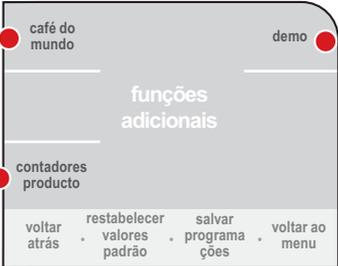 café do
mundo
demo
funções
adicionais
contadores
producto
voltar
atrás
restabelecer
valores
padrão
salvar
programa
ções
voltar ao
menu